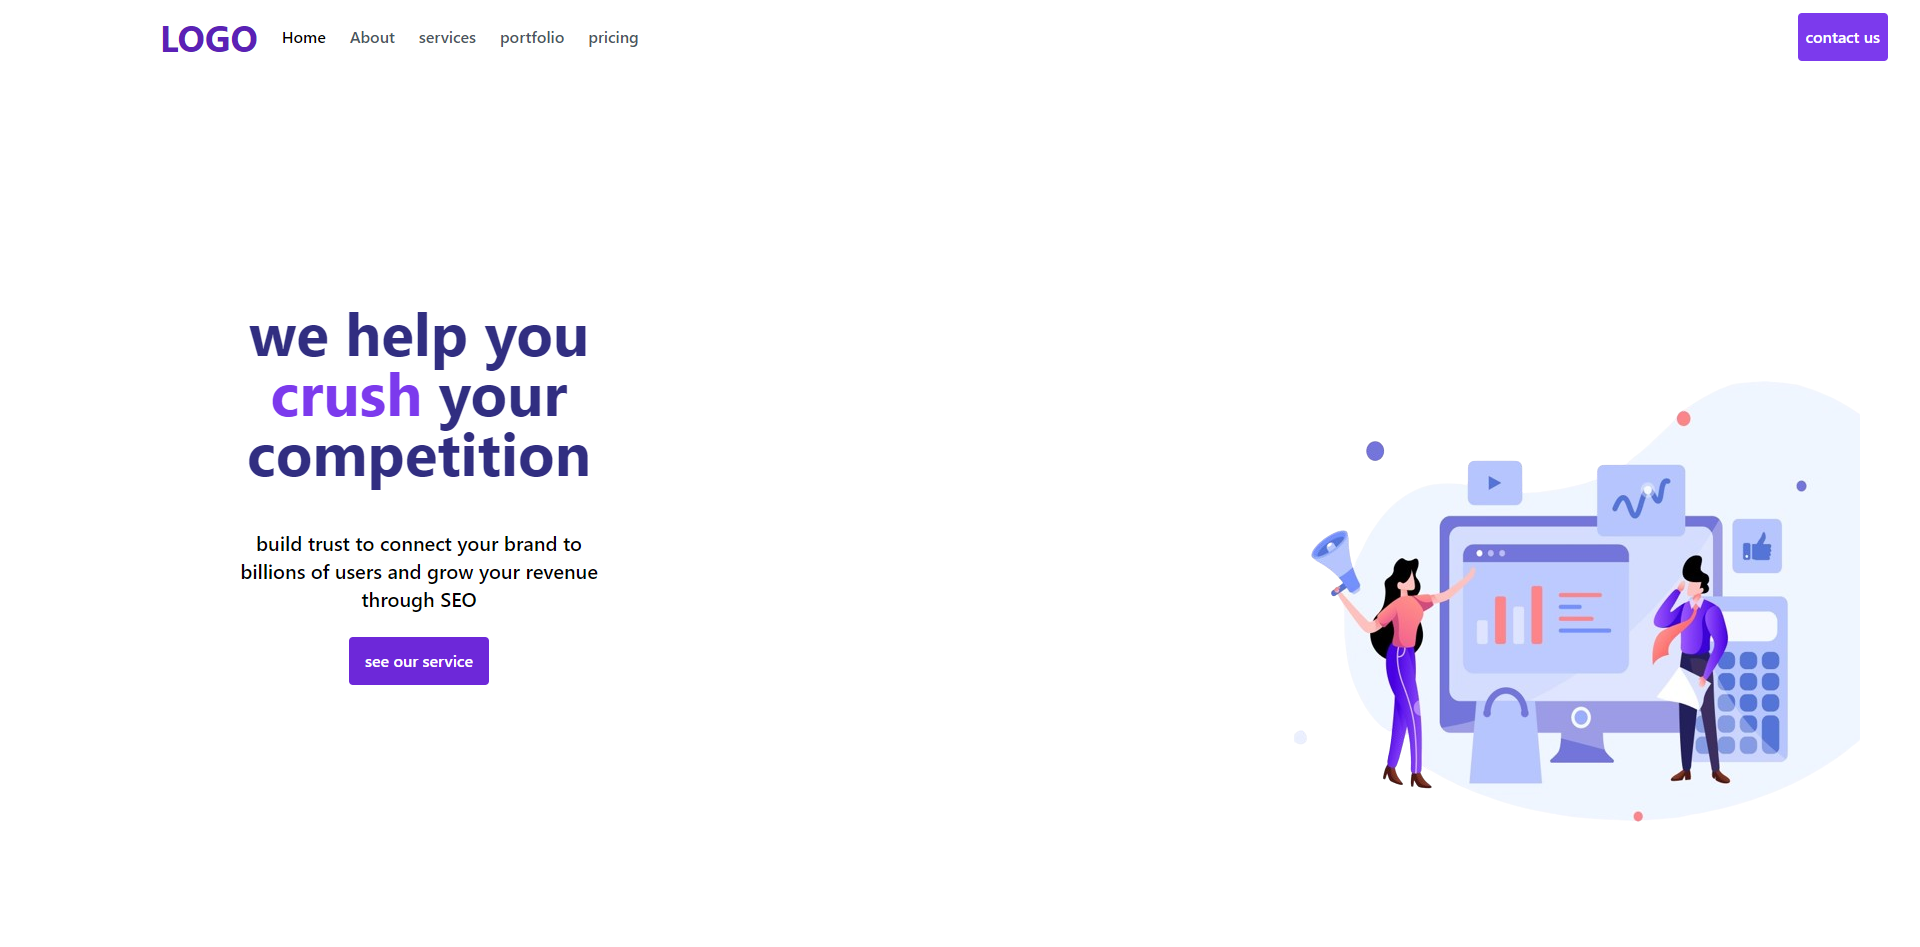 LOGO Home About services portfolio pricing contact us
we help you
crush your
competition
build trust to connect your brand to
billions of users and grow your revenue
through SEO
see our service